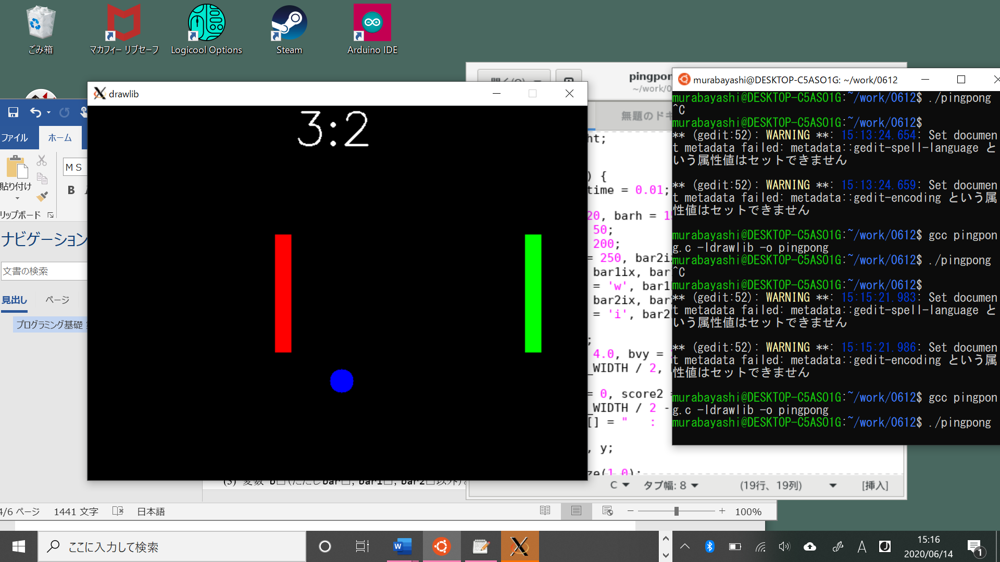 ごみ箱
マカフィー リブセーフ
Logicool Options
Steam
Arduino IDE
drawlib
3:2
ファイル
ホーム
ＭＳ
貼り付け
B
リップボード
ナビゲーション
文書の検索
見出し
ページ
プログラミング基礎
pingpon
~/work/0
無題のドキ
ht;
) {
time = 0.01;
20, barh = 1
50;
200;
= 250, bar2i
bar1ix, bar
= 'w', bar1
bar2ix, ba
= 'i', bar2
;
4.0, bvy =
_WIDTH / 2,
= 0, score2
_WIDTH / 2 -
[] = "   :
, y;
ze(1.0);
C
タブ幅: 8
(19行、19列)
[挿入]
murabayashi@DESKTOP-C5ASO1G: ~/work/0612
murabayashi@DESKTOP-C5ASO1G:~/work/0612$ ./pingpong
^C
murabayashi@DESKTOP-C5ASO1G:~/work/0612$
** (gedit:52): WARNING **: 15:13:24.654: Set documen
t metadata failed: metadata::gedit-spell-language と
いう属性値はセットできません
** (gedit:52): WARNING **: 15:13:24.659: Set documen
t metadata failed: metadata::gedit-encoding という属
性値はセットできません
murabayashi@DESKTOP-C5ASO1G:~/work/0612$ gcc pingpon
g.c -ldrawlib -o pingpong
murabayashi@DESKTOP-C5ASO1G:~/work/0612$ ./pingpong
^C
murabayashi@DESKTOP-C5ASO1G:~/work/0612$
** (gedit:52): WARNING **: 15:15:21.983: Set documen
t metadata failed: metadata::gedit-spell-language と
いう属性値はセットできません
** (gedit:52): WARNING **: 15:15:21.986: Set documen
t metadata failed: metadata::gedit-encoding という属
性値はセットできません
murabayashi@DESKTOP-C5ASO1G:~/work/0612$ gcc pingpon
g.c -ldrawlib -o pingpong
murabayashi@DESKTOP-C5ASO1G:~/work/0612$ ./pingpong
4/6 ページ
1441 文字
日本語
100%
ここに入力して検索
A
15:16
2020/06/14
1